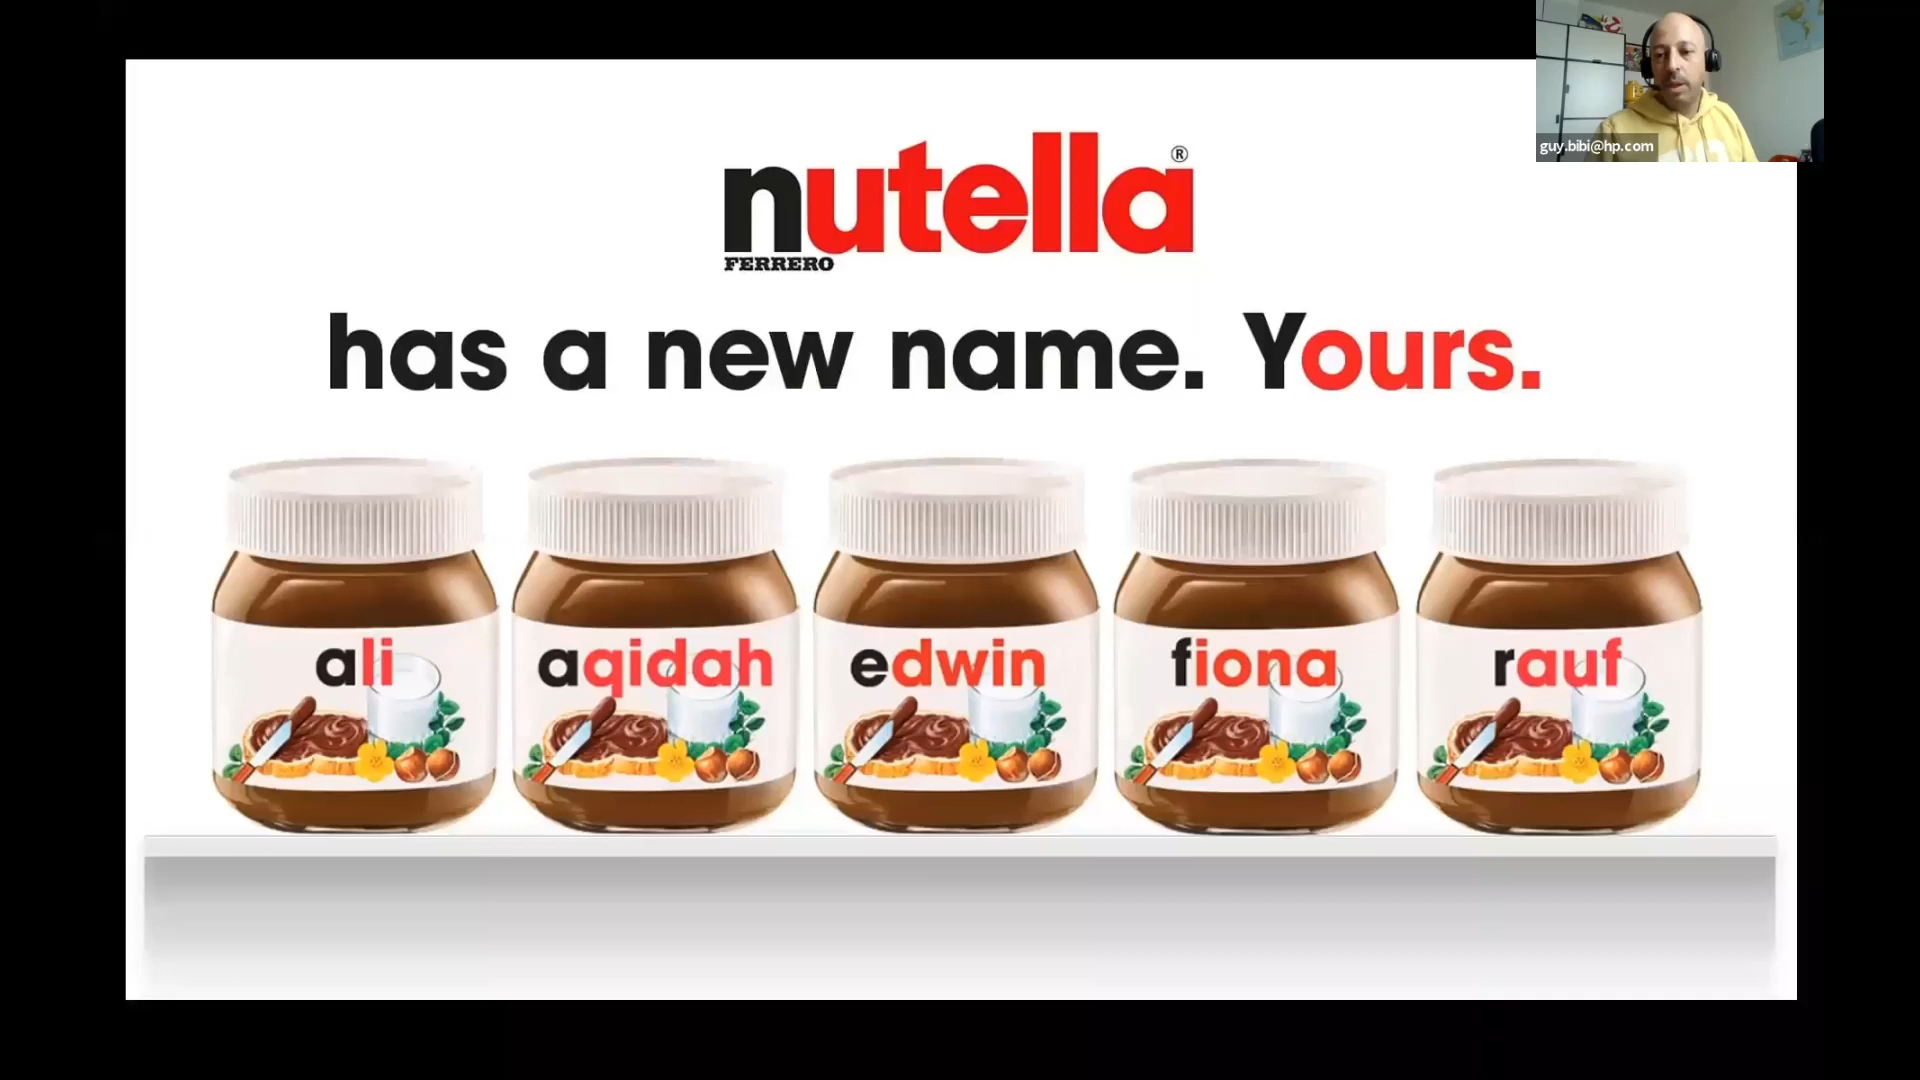 guy.bibi@hp.com
nutella®
FERRERO
has a new name. Yours.
ali
aqidah
edwin
fiona
rauf